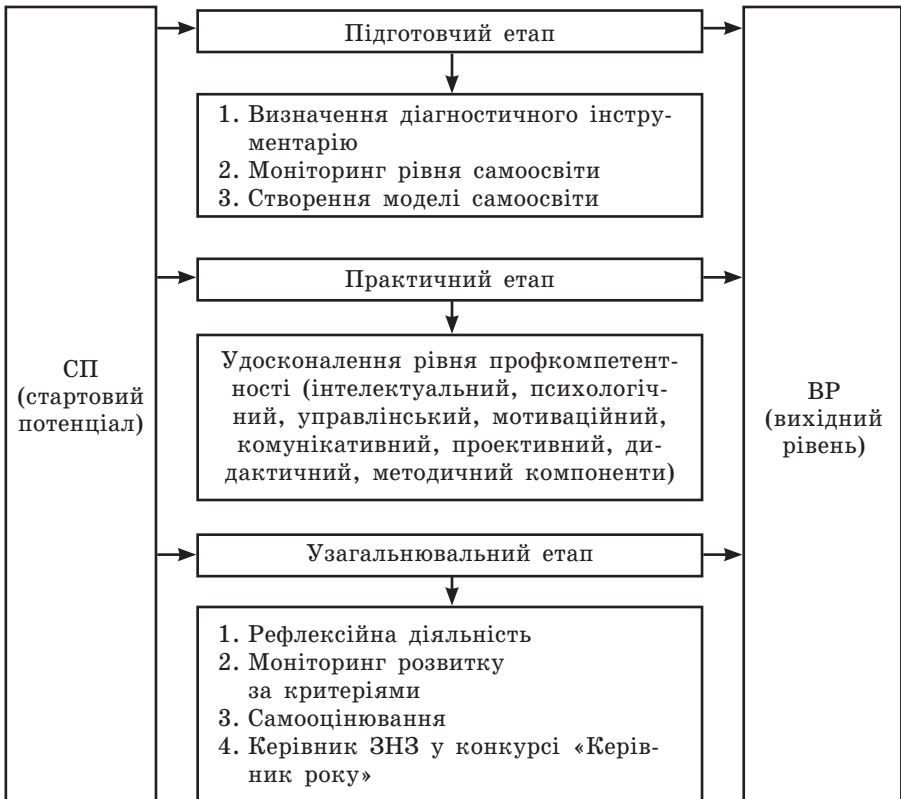 Підготовчий етап
1. Визначення діагностичного інстру-
ментарію
2. Моніторинг рівня самоосвіти
3. Створення моделі самоосвіти
Практичний етап
СП
(стартовий
потенціал)
Удосконалення рівня профкомпетент-
ності (інтелектуальний, психологіч-
ний, управлінський, мотиваційний,
комунікативний, проективний, ди-
дактичний, методичний компоненти)
ВР
(вихідний
рівень)
Узагальнювальний етап
1. Рефлексійна діяльність
2. Моніторинг розвитку
за критеріями
3. Самооцінювання
4. Керівник ЗНЗ у конкурсі «Керів-
ник року»